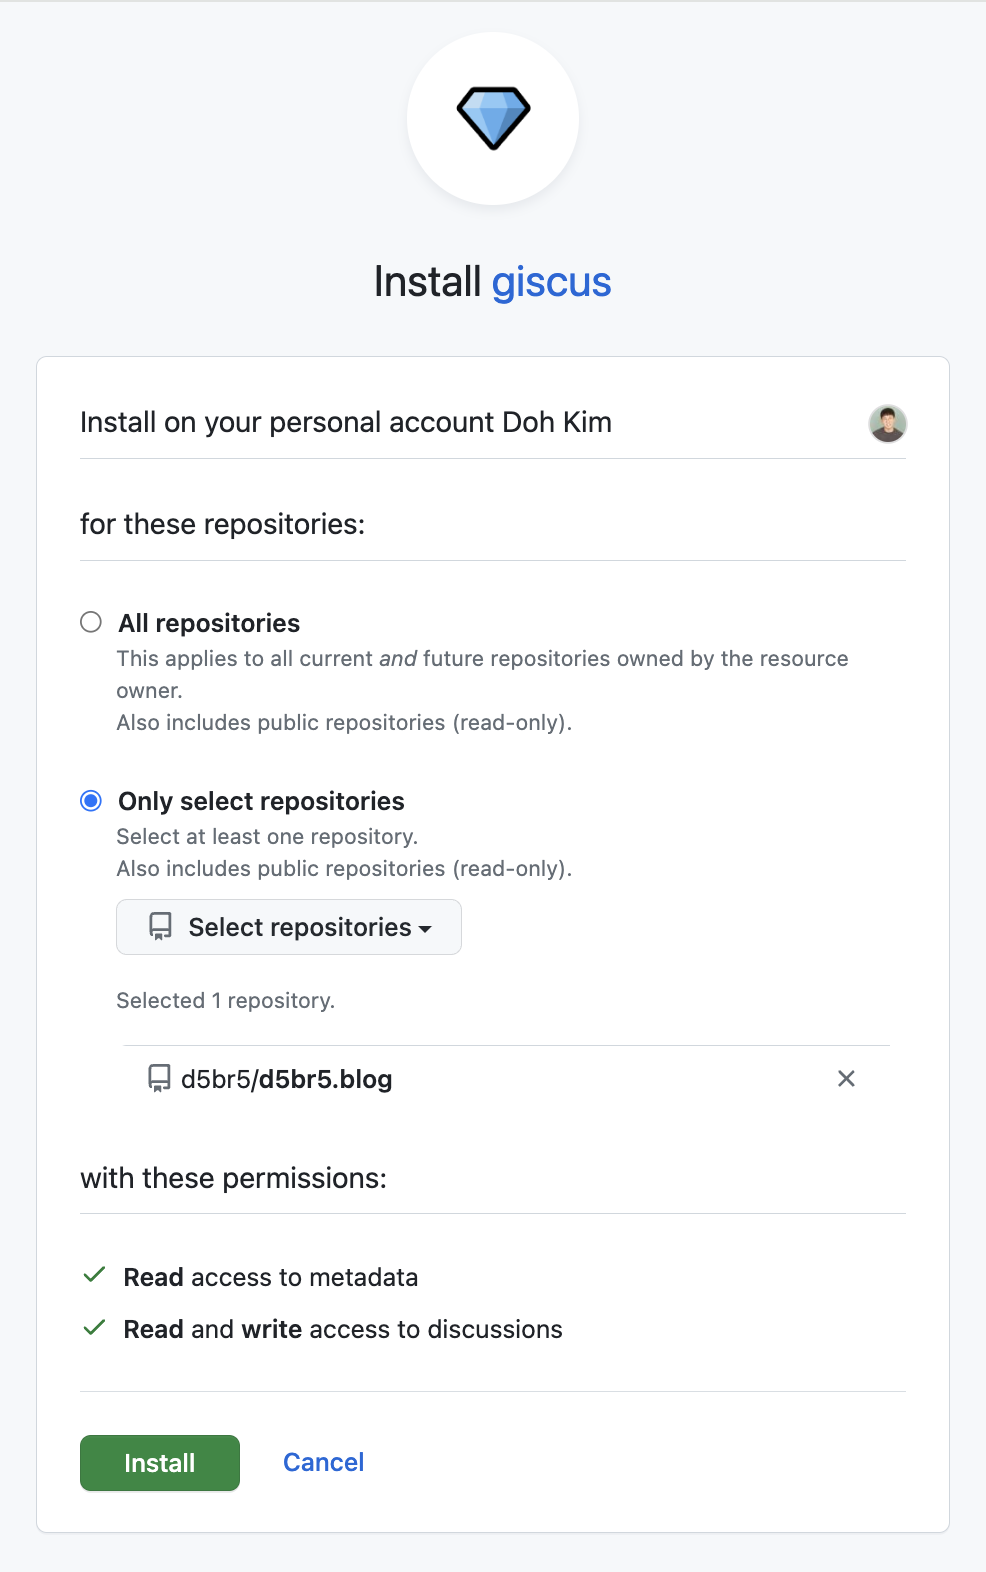 Install giscus
Install on your personal account Doh Kim
for these repositories:
All repositories
This applies to all current and future repositories owned by the resource
owner.
Also includes public repositories (read-only).
Only select repositories
Select at least one repository.
Also includes public repositories (read-only).
Select repositories
Selected 1 repository.
d5br5/d5br5.blog
with these permissions:
Read access to metadata
Read and write access to discussions
Install
Cancel